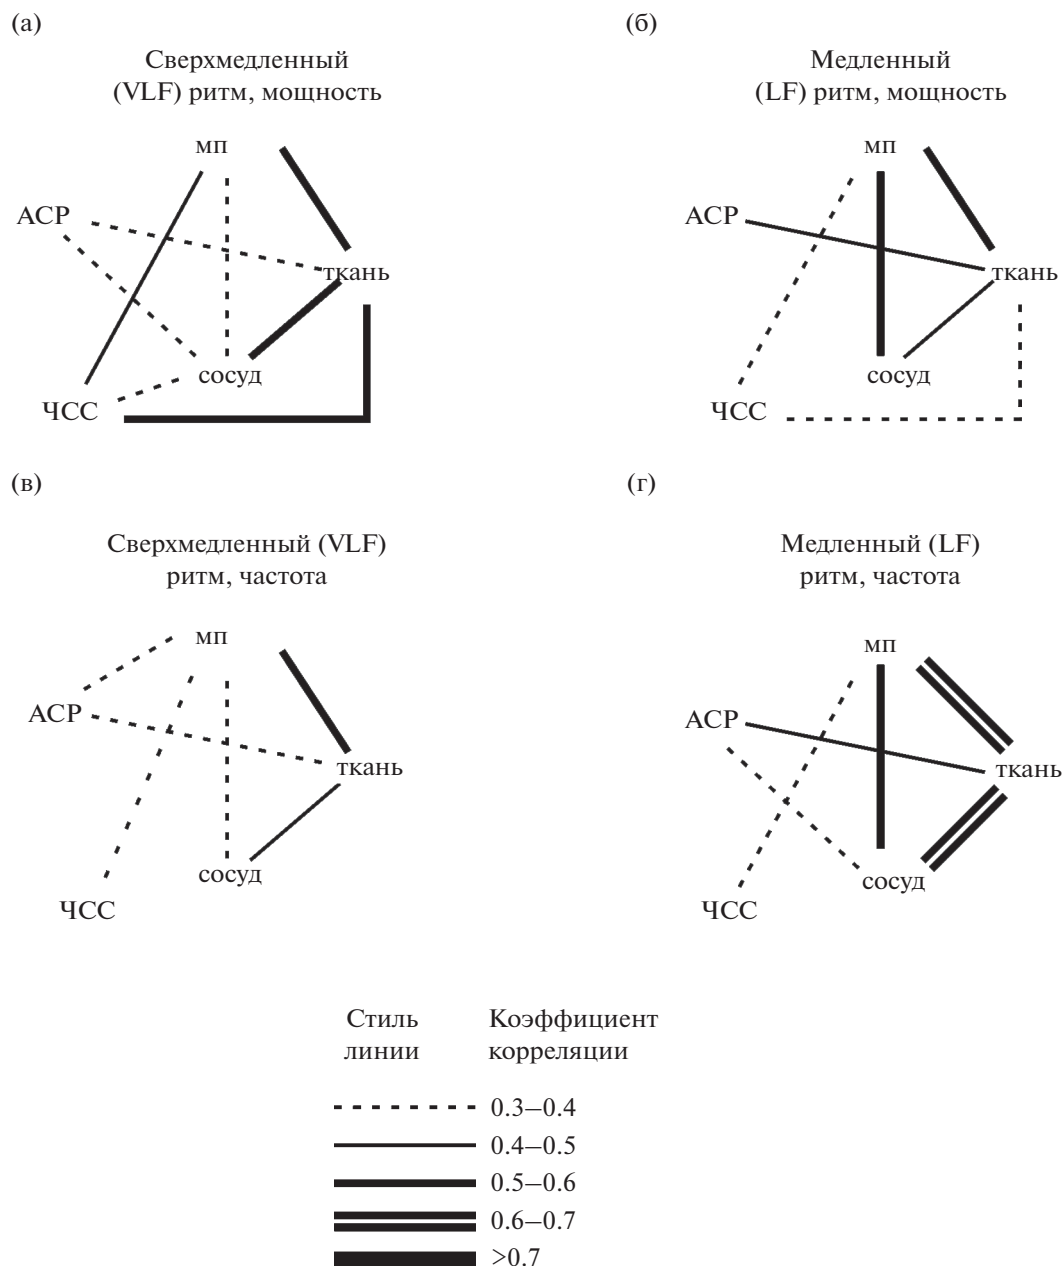 (а)
Сверхмедленный
(VLF) ритм, мощность
мп
АСР
ткань
сосуд
ЧСС
(б)
Медленный
(LF) ритм, мощность
мп
АСР
ткань
сосуд
ЧСС
(в)
Сверхмедленный (VLF)
ритм, частота
мп
АСР
ткань
сосуд
ЧСС
(г)
Медленный (LF)
ритм, частота
мп
АСР
ткань
сосуд
ЧСС
Стиль
линии
Коэффициент
корреляции
0.3–0.4
0.4–0.5
0.5–0.6
0.6–0.7
>0.7